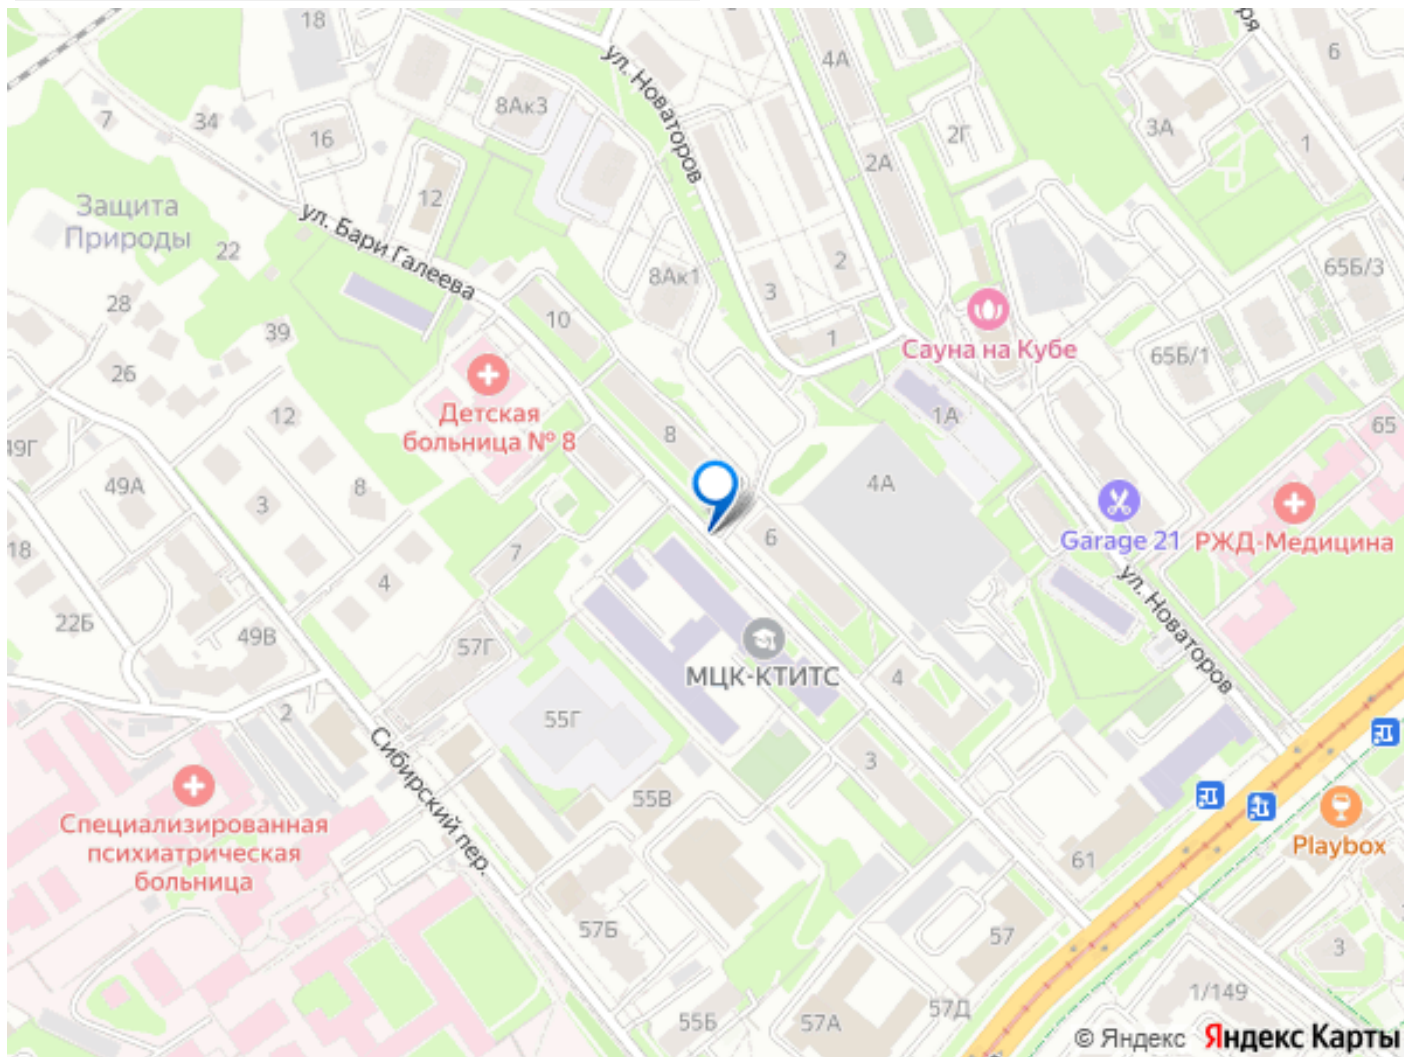 18
ря
6
ул. Новаторов
4А
8Ак3
2Г
3А
1
7
34
16
2А
12
Защита
Природы
ул. Бари Галеева
22
2
65Б/3
8Ак1
3
28
10
1
Сауна на Кубе
39
65Б/1
26
Детская
больница № 8
12
1А
65
49Г
8
49А
8
3
4А
Garage 21
РЖД-Медицина
18
7
6
4
ул. Новаторов
22Б
49В
57Г
МЦК-КТИТС
4
2
55Г
Сибирский пер.
3
55В
Специализированная
психиатрическая
больница
61
Playbox
57Б
57
3
1/149
55Б
57А
57Д
© Яндекс Яндекс Карты